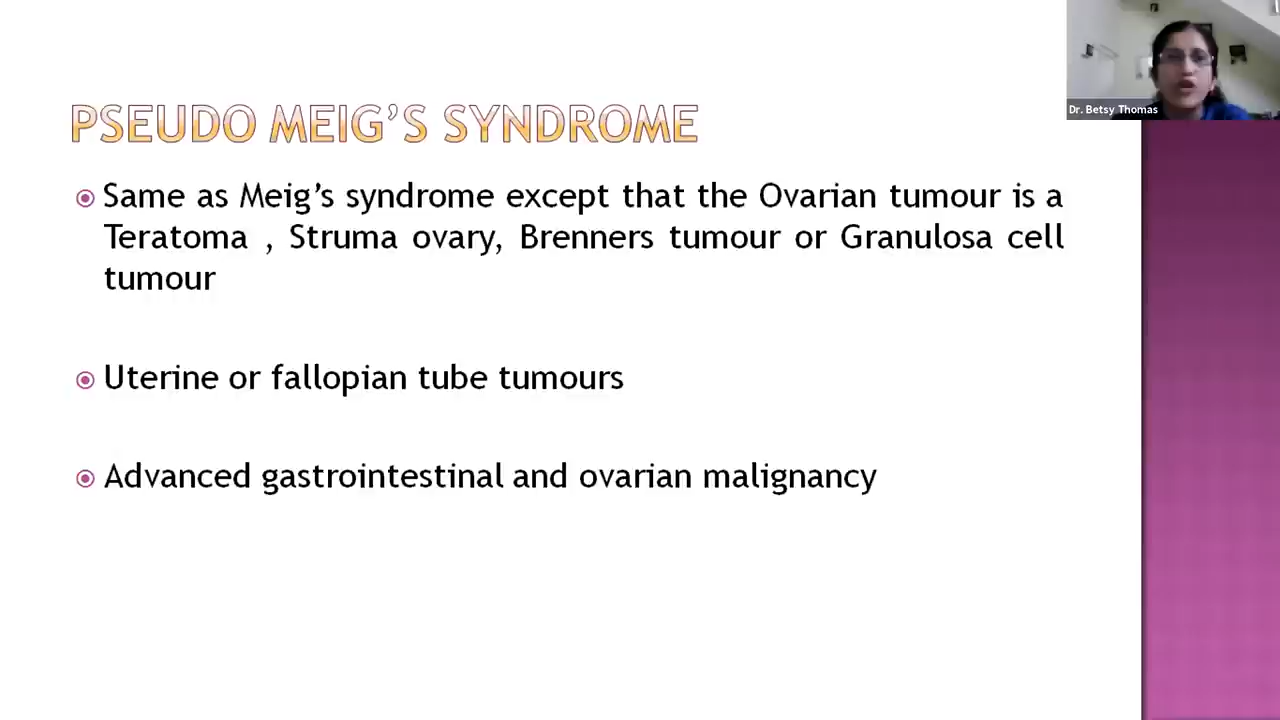 Dr. Betsy Thomas
PSEUDO MEIG’S SYNDROME
Same as Meig’s syndrome except that the Ovarian tumour is a
Teratoma , Struma ovary, Brenners tumour or Granulosa cell
tumour
Uterine or fallopian tube tumours
Advanced gastrointestinal and ovarian malignancy